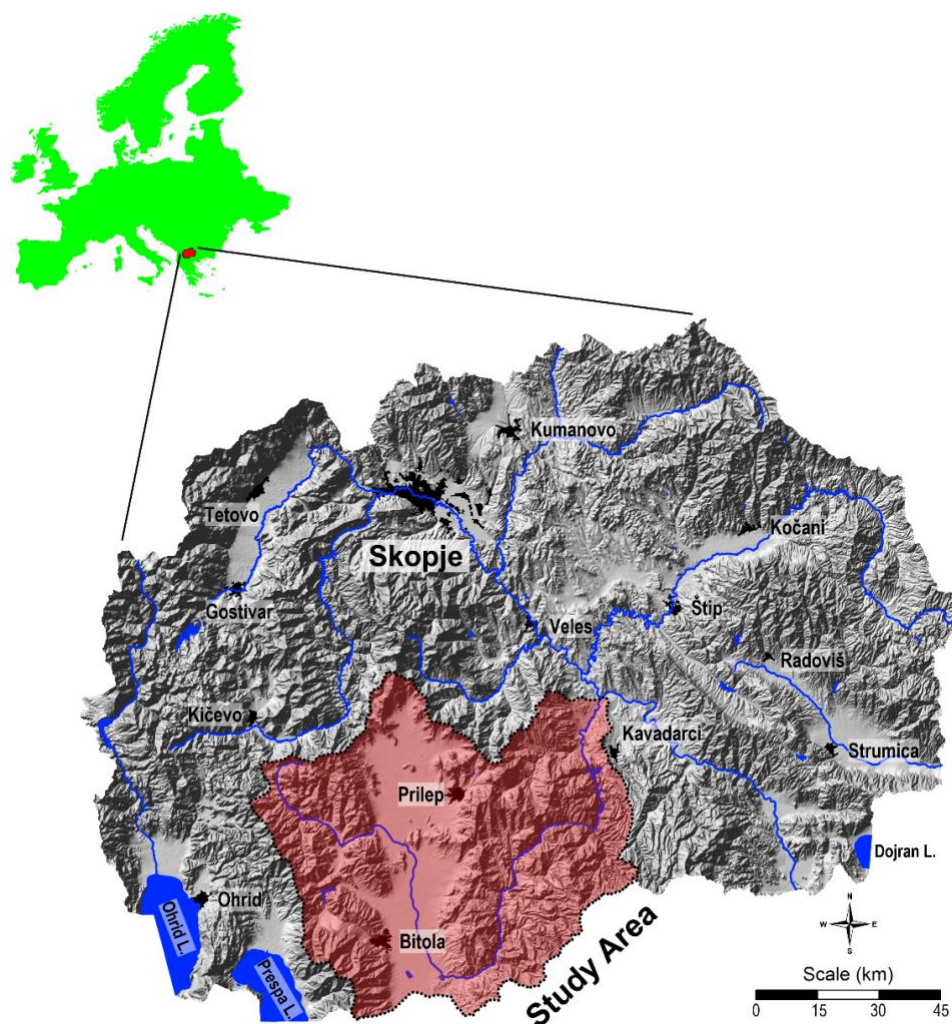 Kumanovo
Tetovo
Skopje
Kočani
Gostivar
Štip
Veles
Radoviš
Kičevo
Kavadarci
Strumica
Prilep
Dojran L.
Ohrid
Ohrid L.
Bitola
Prespa L.
Study Area
N
W E
S
Scale (km)
0 15 30 45